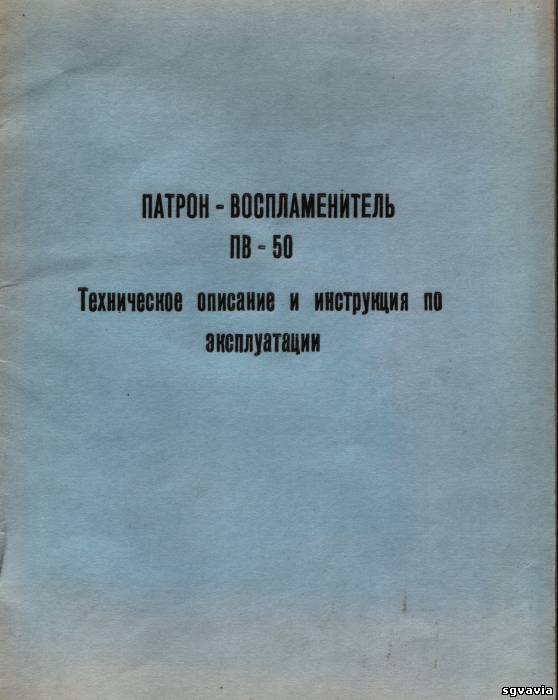 ПАТРОН - ВОСПЛАМЕНИТЕЛЬ
ПВ - 50
Техническое описание и инструкция по
эксплуатации
sgvavia